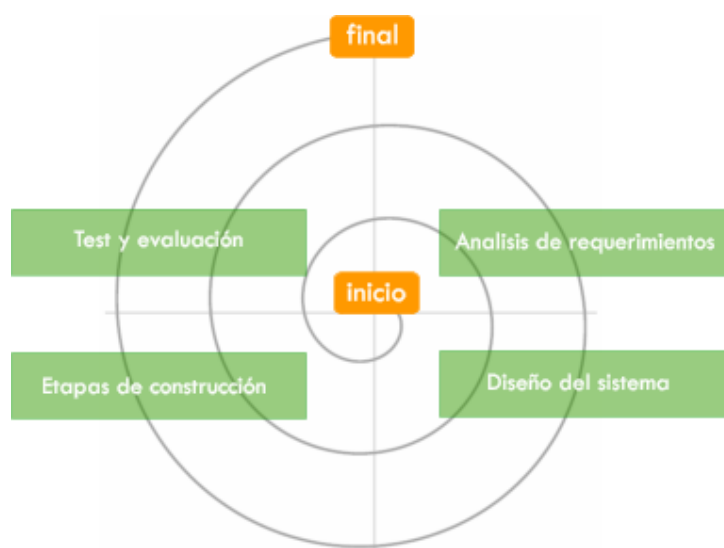 final
Test y evaluación
Analisis de requerimientos
inicio
Etapas de construcción
Diseño del sistema